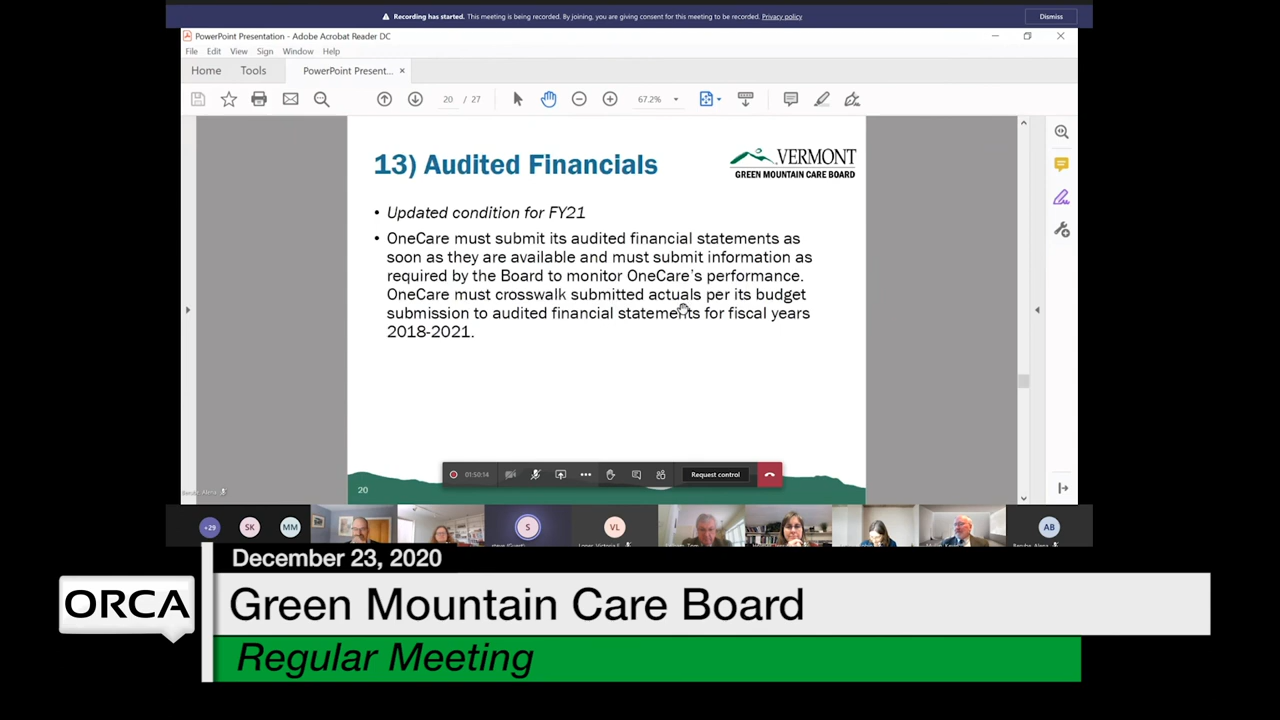 Recording has started. This meeting is being recorded. By joining, you are giving consent for this meeting to be recorded. Privacy policy
Dismiss
PowerPoint Presentation - Adobe Acrobat Reader DC
File Edit View Sign Window Help
Home Tools PowerPoint Present... ×
20 / 27 67.2%
13) Audited Financials
VERMONT
GREEN MOUNTAIN CARE BOARD
• Updated condition for FY21
• OneCare must submit its audited financial statements as
soon as they are available and must submit information as
required by the Board to monitor OneCare's performance.
OneCare must crosswalk submitted actuals per its budget
submission to audited financial statements for fiscal years
2018-2021.
01:50:14 Request control
20
+29 SK MM S VL AB
December 23, 2020
ORCA
Green Mountain Care Board
Regular Meeting